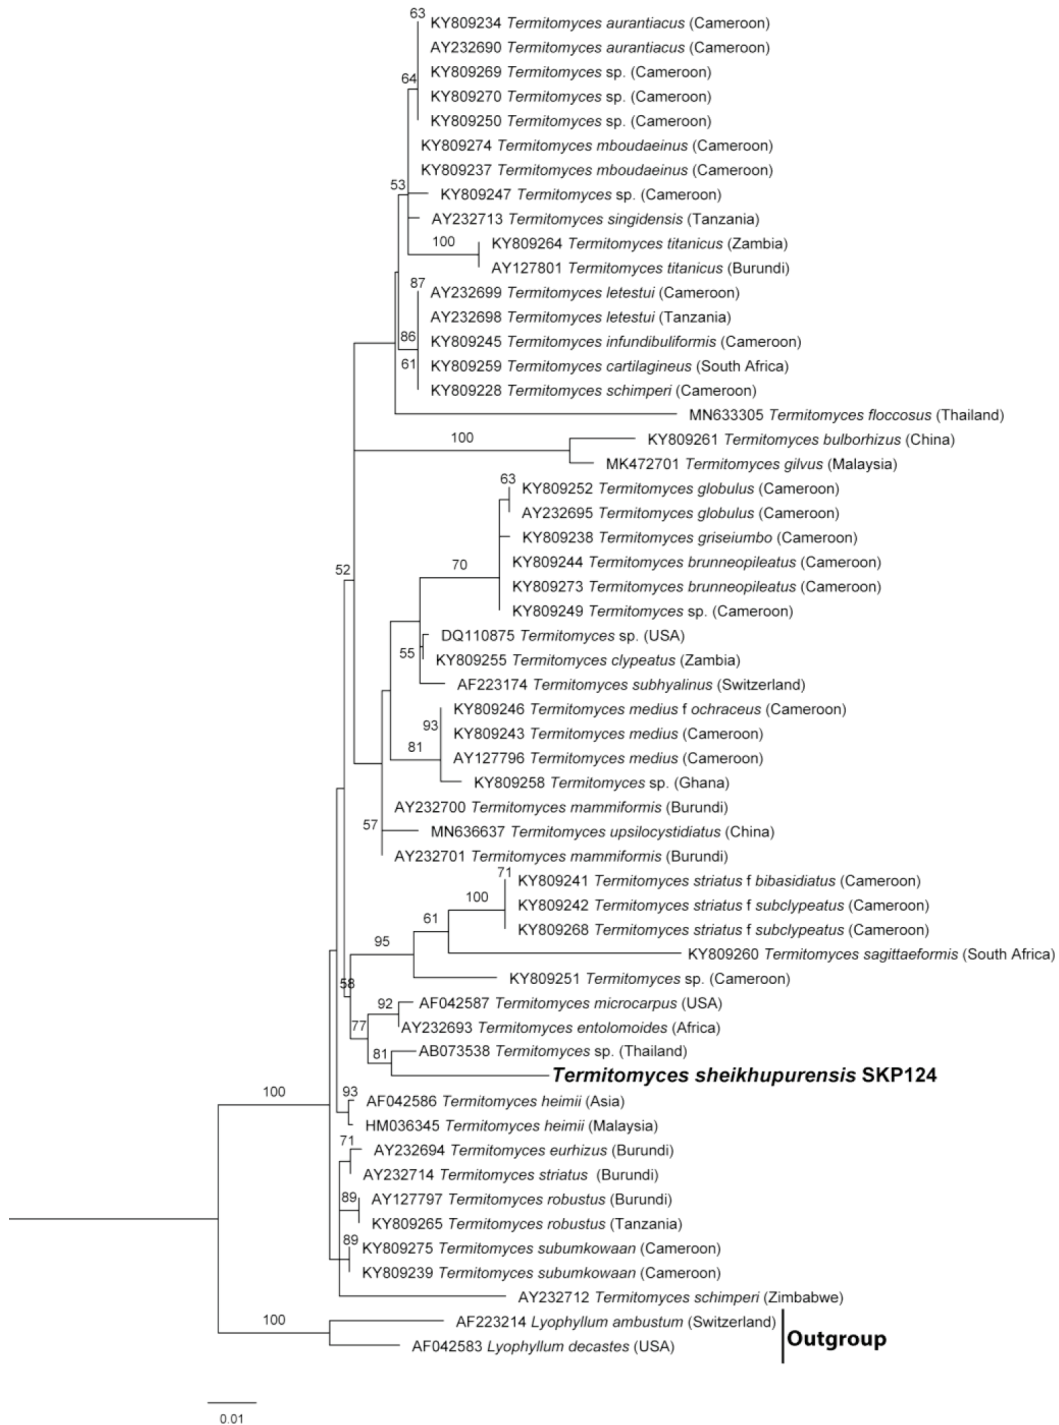 63
KY809234 Termitomyces aurantiacus (Cameroon)
AY232690 Termitomyces aurantiacus (Cameroon)
KY809269 Termitomyces sp. (Cameroon)
64
KY809270 Termitomyces sp. (Cameroon)
KY809250 Termitomyces sp. (Cameroon)
KY809274 Termitomyces mboudaeinus (Cameroon)
KY809237 Termitomyces mboudaeinus (Cameroon)
53
KY809247 Termitomyces sp. (Cameroon)
AY232713 Termitomyces singidensis (Tanzania)
100
KY809264 Termitomyces titanicus (Zambia)
AY127801 Termitomyces titanicus (Burundi)
87
AY232699 Termitomyces letestui (Cameroon)
AY232698 Termitomyces letestui (Tanzania)
86
KY809245 Termitomyces infundibuliformis (Cameroon)
61
KY809259 Termitomyces cartilagineus (South Africa)
KY809228 Termitomyces schimperi (Cameroon)
MN633305 Termitomyces floccosus (Thailand)
100
KY809261 Termitomyces bulborhizus (China)
MK472701 Termitomyces gilvus (Malaysia)
63
KY809252 Termitomyces globulus (Cameroon)
AY232695 Termitomyces globulus (Cameroon)
KY809238 Termitomyces griseiumbo (Cameroon)
70
KY809244 Termitomyces brunneopileatus (Cameroon)
52
KY809273 Termitomyces brunneopileatus (Cameroon)
KY809249 Termitomyces sp. (Cameroon)
DQ110875 Termitomyces sp. (USA)
55
KY809255 Termitomyces clypeatus (Zambia)
AF223174 Termitomyces subhyalinus (Switzerland)
KY809246 Termitomyces medius f ochraceus (Cameroon)
93
KY809243 Termitomyces medius (Cameroon)
81
AY127796 Termitomyces medius (Cameroon)
KY809258 Termitomyces sp. (Ghana)
AY232700 Termitomyces mammiformis (Burundi)
57
MN636637 Termitomyces upsilocystidiatus (China)
AY232701 Termitomyces mammiformis (Burundi)
71
KY809241 Termitomyces striatus f bibasidiatus (Cameroon)
100
KY809242 Termitomyces striatus f subclypeatus (Cameroon)
61
KY809268 Termitomyces striatus f subclypeatus (Cameroon)
95
KY809260 Termitomyces sagittaeformis (South Africa)
KY809251 Termitomyces sp. (Cameroon)
58
92
AF042587 Termitomyces microcarpus (USA)
77
AY232693 Termitomyces entolomoides (Africa)
81
AB073538 Termitomyces sp. (Thailand)
Termitomyces sheikhupurensis SKP124
100
93
AF042586 Termitomyces heimii (Asia)
HM036345 Termitomyces heimii (Malaysia)
71
AY232694 Termitomyces eurhizus (Burundi)
AY232714 Termitomyces striatus (Burundi)
89
AY127797 Termitomyces robustus (Burundi)
KY809265 Termitomyces robustus (Tanzania)
89
KY809275 Termitomyces subumkowaan (Cameroon)
KY809239 Termitomyces subumkowaan (Cameroon)
AY232712 Termitomyces schimperi (Zimbabwe)
100
AF223214 Lyophyllum ambustum (Switzerland)
Outgroup
AF042583 Lyophyllum decastes (USA)
0.01